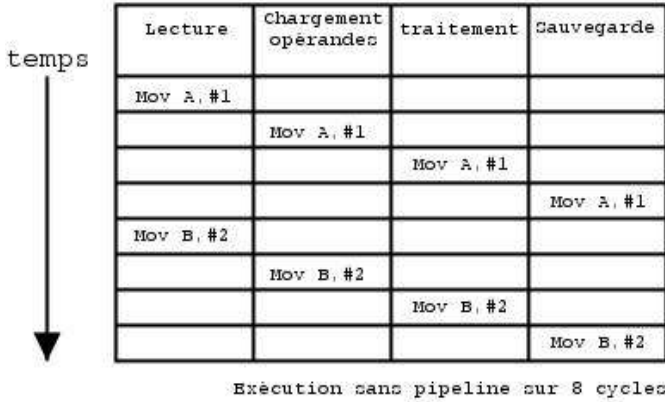 Lecture
Chargement
opérandes
traitement
Sauvegarde
temps
Mov A,#1
Mov A,#1
Mov A,#1
Mov A,#1
Mov B,#2
Mov B,#2
Mov B,#2
Mov B,#2
Exécution sans pipeline sur 8 cycles